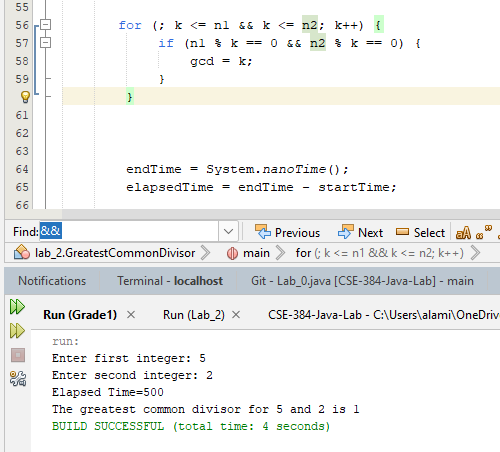 55
56 for (; k <= n1 && k <= n2; k++) {
57 if (n1 % k == 0 && n2 % k == 0) {
58 gcd = k;
59 }
}
61
62
63
64 endTime = System.nanoTime();
65 elapsedTime = endTime - startTime;
66
Find: && Previous Next Select aA
lab_2.GreatestCommonDivisor main for (; k <= n1 && k <= n2; k++)
Notifications Terminal - localhost Git - Lab_0.java [CSE-384-Java-Lab] - main
Run (Grade1) × Run (Lab_2) × CSE-384-Java-Lab - C:\Users\alami\OneDriv
run:
Enter first integer: 5
Enter second integer: 2
Elapsed Time=500
The greatest common divisor for 5 and 2 is 1
BUILD SUCCESSFUL (total time: 4 seconds)